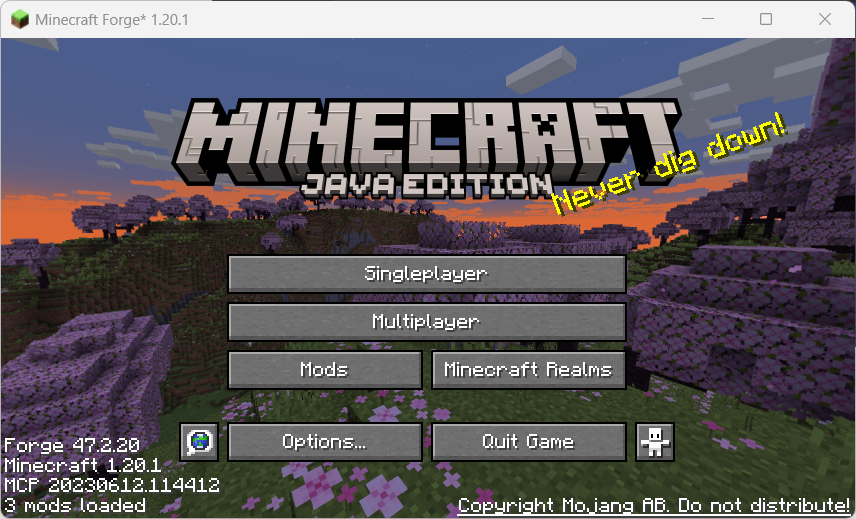 Minecraft Forge* 1.20.1
MINECRAFT
JAVA EDITION
Never dig down!
Singleplayer
Multiplayer
Mods
Minecraft Realms
Options...
Quit Game
Forge 47.2.20
Minecraft 1.20.1
MCP 20230612.114412
3 mods loaded
Copyright Mojang AB. Do not distribute!